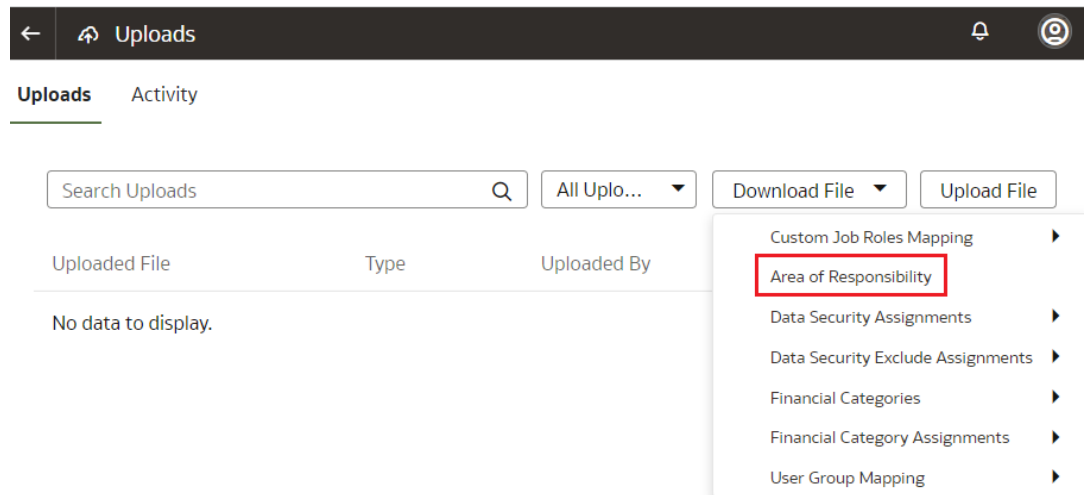 Uploads
Uploads Activity
Search Uploads All Uplo... Download File Upload File
Custom Job Roles Mapping
Uploaded File Type Uploaded By
Area of Responsibility
No data to display.
Data Security Assignments
Data Security Exclude Assignments
Financial Categories
Financial Category Assignments
User Group Mapping